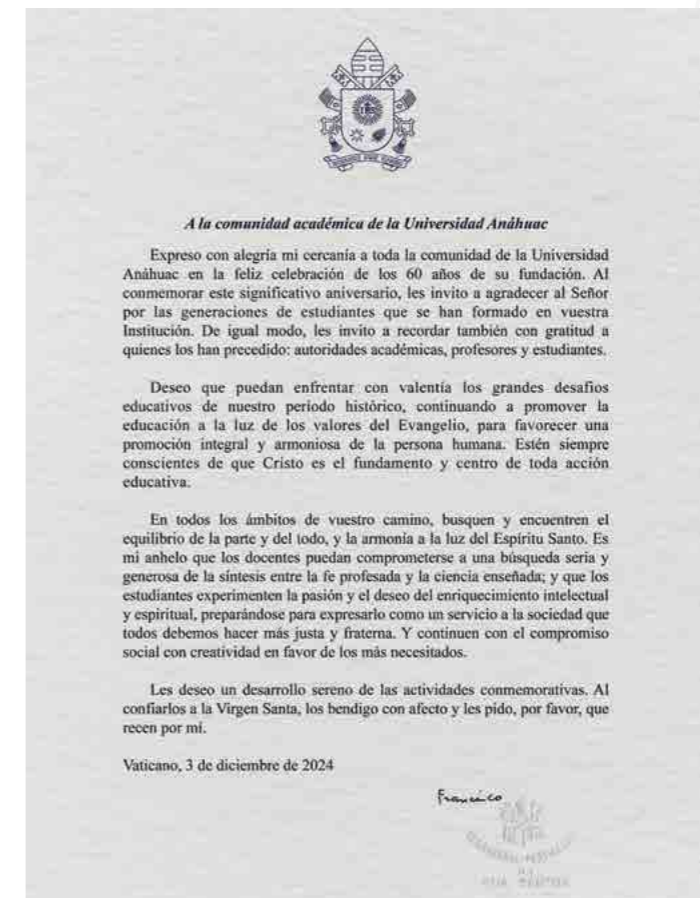 A la comunidad académica de la Universidad Anáhuac
Expreso con alegría mi cercanía a toda la comunidad de la Universidad
Anáhuac en la feliz celebración de los 60 años de su fundación. Al
conmemorar este significativo aniversario, les invito a agradecer al Señor
por las generaciones de estudiantes que se han formado en vuestra
Institución. De igual modo, les invito a recordar también con gratitud a
quienes los han precedido: autoridades académicas, profesores y estudiantes.
Deseo que puedan enfrentar con valentía los grandes desafíos
educativos de nuestro periodo histórico, continuando a promover la
educación a la luz de los valores del Evangelio, para favorecer una
promoción integral y armoniosa de la persona humana. Estén siempre
conscientes de que Cristo es el fundamento y centro de toda acción
educativa.
En todos los ámbitos de vuestro camino, busquen y encuentren el
equilibrio de la parte y del todo, y la armonía a la luz del Espíritu Santo. Es
mi anhelo que los docentes puedan comprometerse a una búsqueda seria y
generosa de la síntesis entre la fe profesada y la ciencia enseñada; y que los
estudiantes experimenten la pasión y el deseo del enriquecimiento intelectual
y espiritual, preparándose para expresarlo como un servicio a la sociedad que
todos debemos hacer más justa y fraterna. Y continuen con el compromiso
social con creatividad en favor de los más necesitados.
Les deseo un desarrollo sereno de las actividades conmemorativas. Al
confiarlos a la Virgen Santa, los bendigo con afecto y les pido, por favor, que
recen por mí.
Vaticano, 3 de diciembre de 2024
Francisco